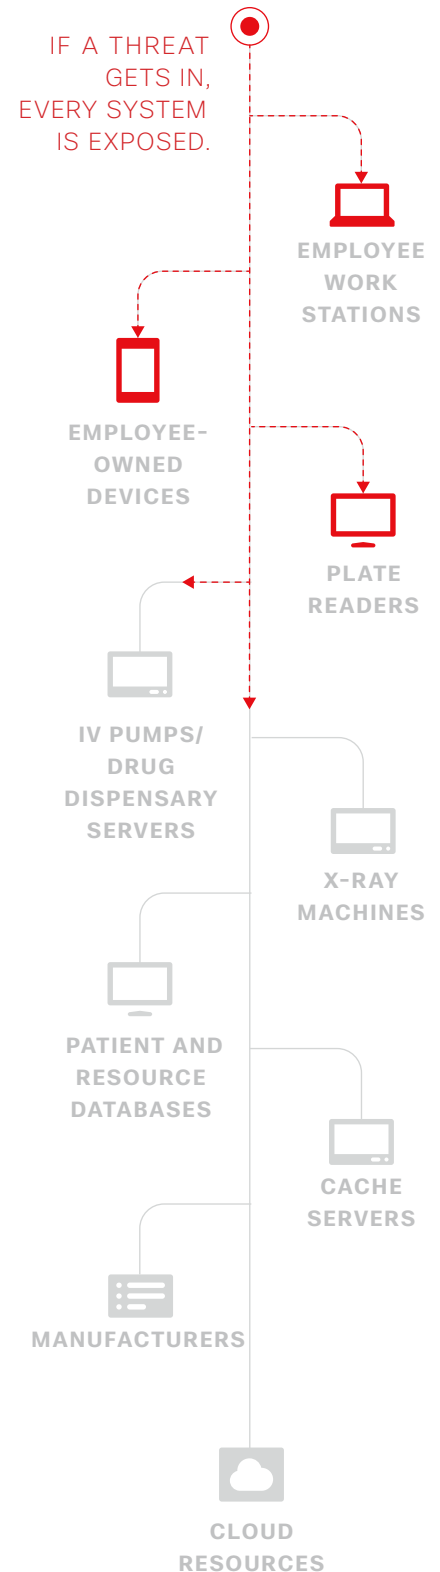 IF A THREAT
GETS IN,
EVERY SYSTEM
IS EXPOSED.
EMPLOYEE
WORK
STATIONS
EMPLOYEE-
OWNED
DEVICES
PLATE
READERS
IV PUMPS/
DRUG
DISPENSARY
SERVERS
X-RAY
MACHINES
PATIENT AND
RESOURCE
DATABASES
CACHE
SERVERS
MANUFACTURERS
CLOUD
RESOURCES